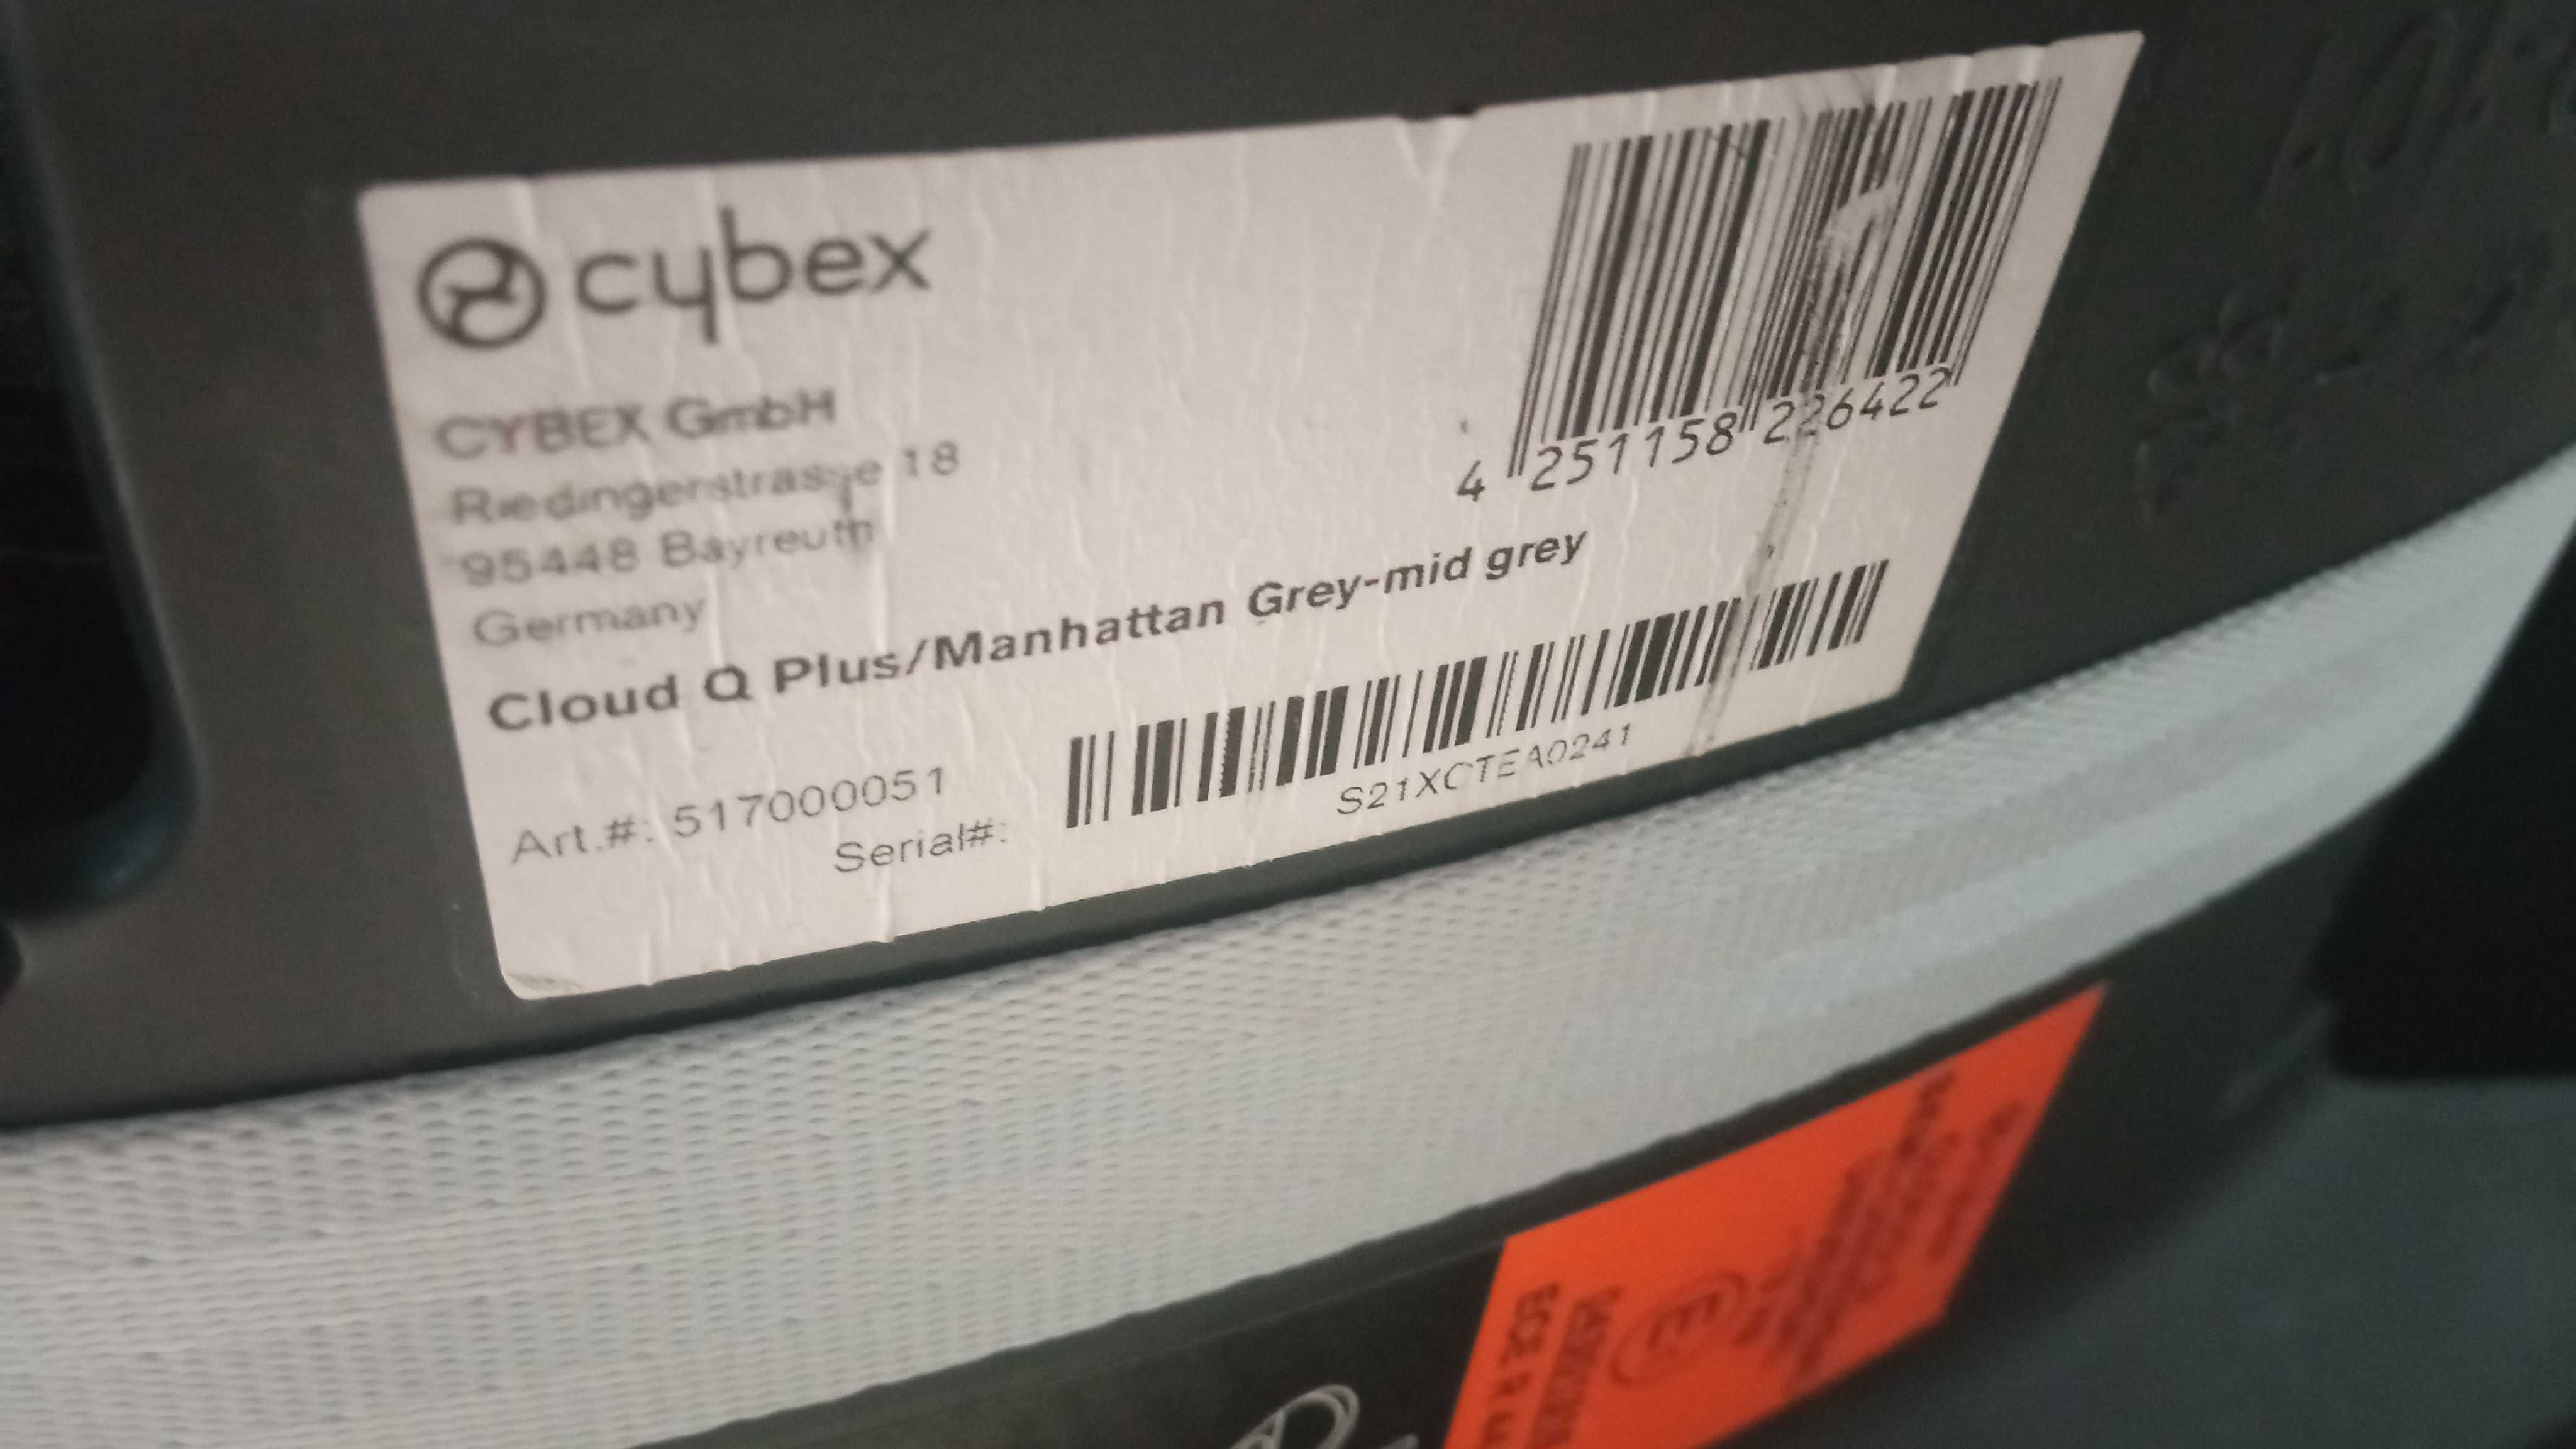 cybex
CYBEX GmbH
Riedingerstrasse 18
95448 Bayreuth
Germany
4 251158 226422
Cloud Q Plus/Manhattan Grey-mid grey
Art.#: 517000051
Serial#:
S21XCTEA0241
E
ECE R